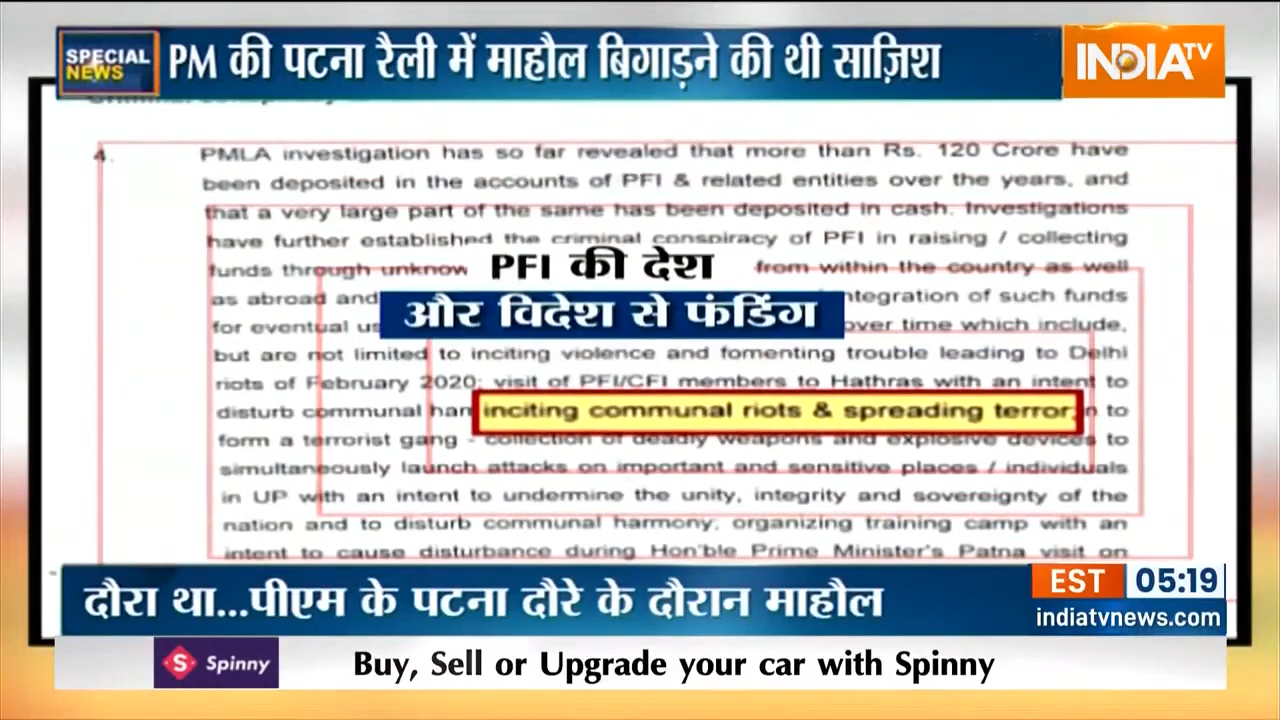 SPECIAL NEWS
PM की पटना रैली में माहौल बिगाड़ने की थी साज़िश
INDIA TV
4. PMLA investigation has so far revealed that more than Rs. 120 Crore have
been deposited in the accounts of PFI & related entities over the years, and
that a very large part of the same has been deposited in cash. Investigations
have further established the criminal conspiracy of PFI in raising / collecting
funds through from within the country as well
PFI की देश
as abroad and ntegration of such funds
और विदेश से फंडिंग
for eventual over time which include,
but are not limited to inciting violence and fomenting trouble leading to Delhi
riots of February 2020; visit of PFI/CFI members to Hathras with an intent to
disturb communal to
inciting communal riots & spreading terror
form a terrorist gang - collection of deadly weapons and explosive devices to
simultaneously launch attacks on important and sensitive places / individuals
in UP with an intent to undermine the unity, integrity and sovereignty of the
nation and to disturb communal harmony; organizing training camp with an
intent to cause disturbance during Hon'ble Prime Minister's Patna visit on
दौरा था...पीएम के पटना दौरे के दौरान माहौल
EST 05:19
indiatvnews.com
S Spinny
Buy, Sell or Upgrade your car with Spinny